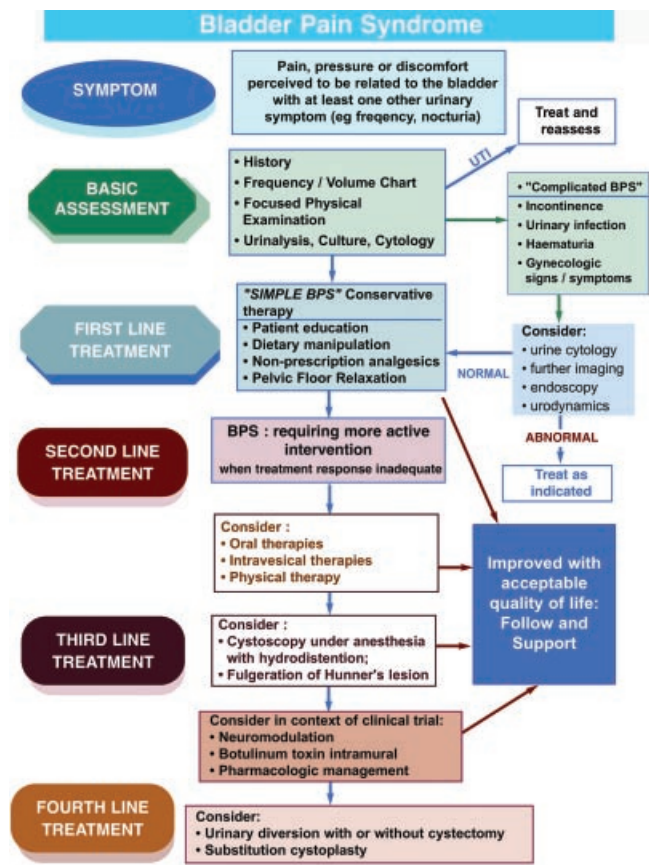 Bladder Pain Syndrome
SYMPTOM
Pain, pressure or discomfort
perceived to be related to the bladder
with at least one other urinary
symptom (eg freqency, nocturia)
Treat and
reassess
UTI
BASIC
ASSESSMENT
• History
• Frequency / Volume Chart
• Focused Physical
Examination
• Urinalysis, Culture, Cytology
• "Complicated BPS"
• Incontinence
• Urinary infection
• Haematuria
• Gynecologic
signs / symptoms
FIRST LINE
TREATMENT
"SIMPLE BPS" Conservative
therapy
• Patient education
• Dietary manipulation
• Non-prescription analgesics
• Pelvic Floor Relaxation
NORMAL
Consider:
• urine cytology
• further imaging
• endoscopy
• urodynamics
ABNORMAL
Treat as
indicated
SECOND LINE
TREATMENT
BPS : requiring more active
intervention
when treatment response inadequate
Consider :
• Oral therapies
• Intravesical therapies
• Physical therapy
Improved with
acceptable
quality of life:
Follow and
Support
THIRD LINE
TREATMENT
Consider :
• Cystoscopy under anesthesia
with hydrodistention;
• Fulgeration of Hunner's lesion
Consider in context of clinical trial:
• Neuromodulation
• Botulinum toxin intramural
• Pharmacologic management
FOURTH LINE
TREATMENT
Consider:
• Urinary diversion with or without cystectomy
• Substitution cystoplasty